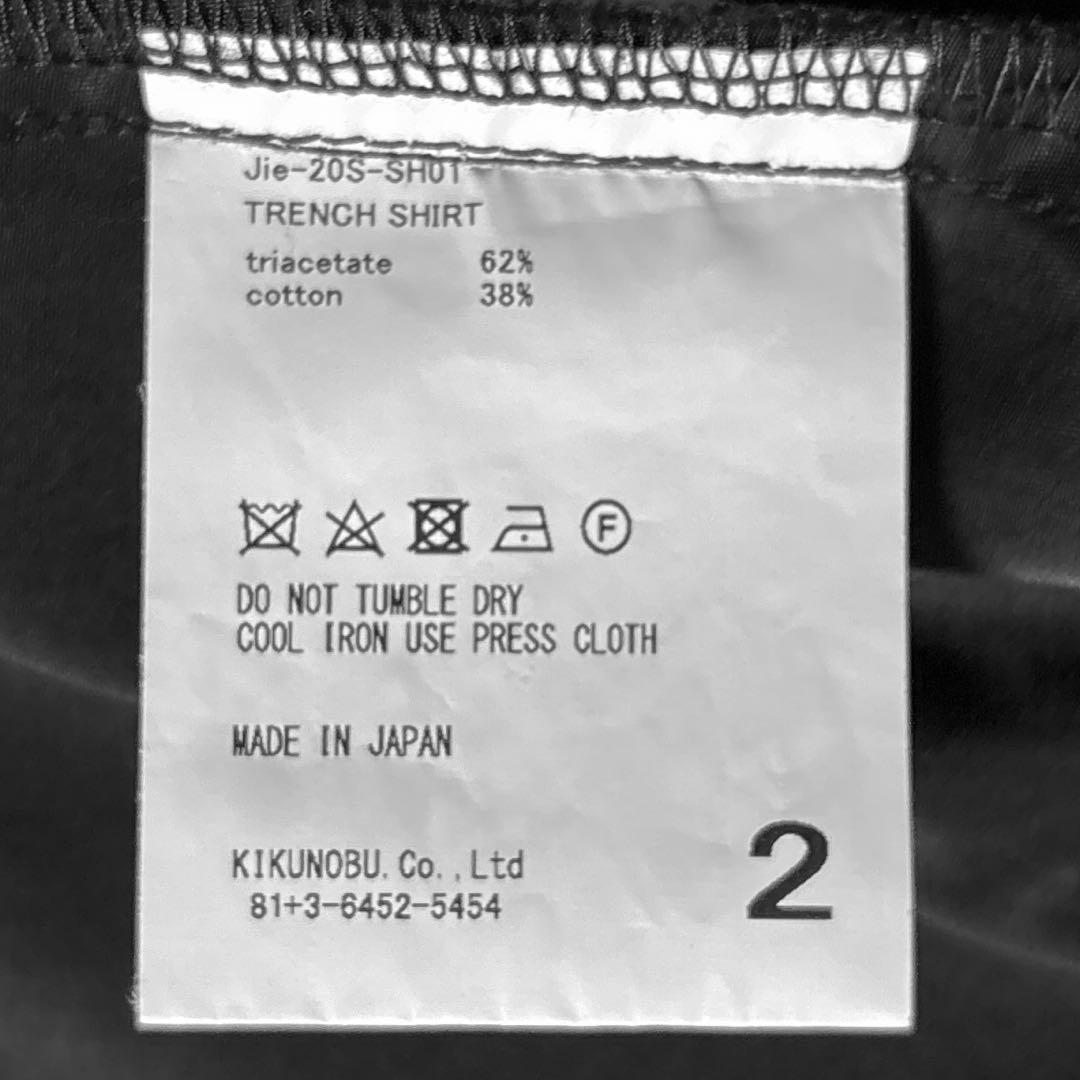 Jie-20S-SH01
TRENCH SHIRT
triacetate 62%
cotton 38%
F
DO NOT TUMBLE DRY
COOL IRON USE PRESS CLOTH
MADE IN JAPAN
KIKUNOBU. Co. , Ltd
81+3-6452-5454
2